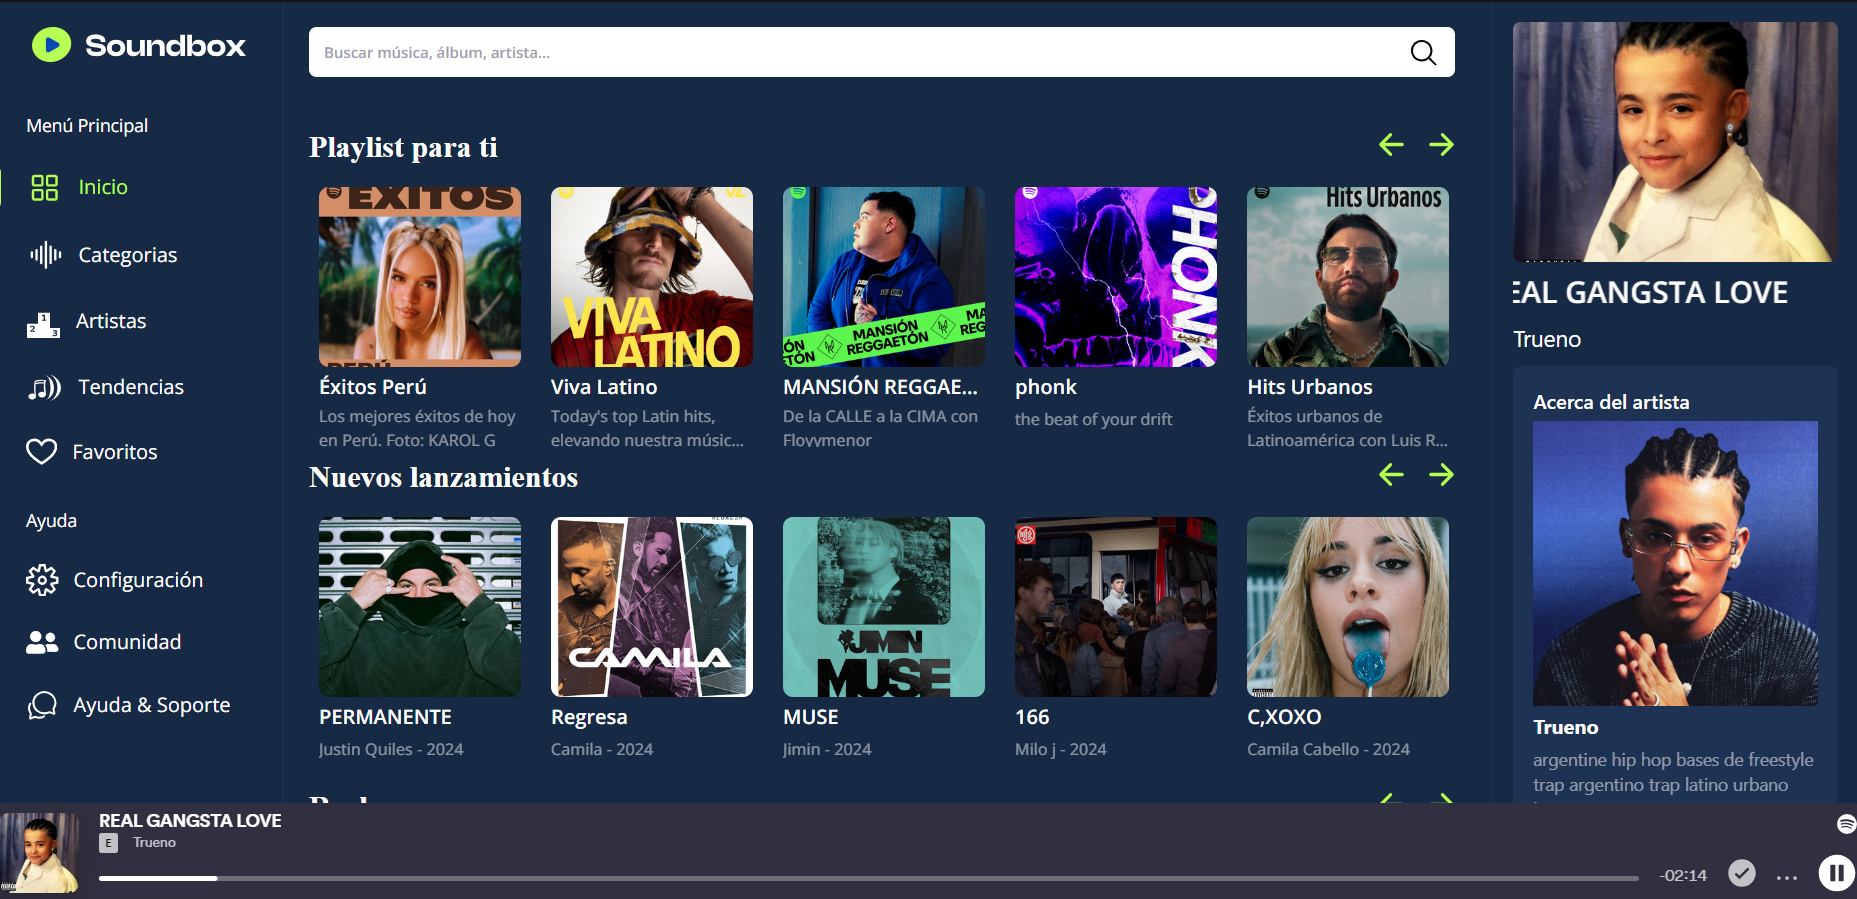 Soundbox
Menú Principal
Inicio
Categorias
Artistas
Tendencias
Favoritos
Ayuda
Configuración
Comunidad
Ayuda & Soporte
Buscar música, álbum, artista...
Playlist para ti
ÉXITOS
PERÚ
Éxitos Perú
Los mejores éxitos de hoy
en Perú. Foto: KAROL G
VIVA
LATINO
Viva Latino
Today's top Latin hits,
elevando nuestra músic...
MANSIÓN
REGGAETÓN
MANSIÓN REGGAE...
De la CALLE a la CIMA con
Floyymenor
PHONK
phonk
the beat of your drift
Hits Urbanos
Hits Urbanos
Éxitos urbanos de
Latinoamérica con Luis R...
Nuevos lanzamientos
PERMANENTE
Justin Quiles - 2024
REGRESA
CAMILA
Regresa
Camila - 2024
JIMIN
MUSE
MUSE
Jimin - 2024
166
Milo j - 2024
C,XOXO
Camila Cabello - 2024
EAL GANGSTA LOVE
Trueno
Acerca del artista
Trueno
argentine hip hop bases de freestyle
trap argentino trap latino urbano
REAL GANGSTA LOVE
E Trueno
-02:14